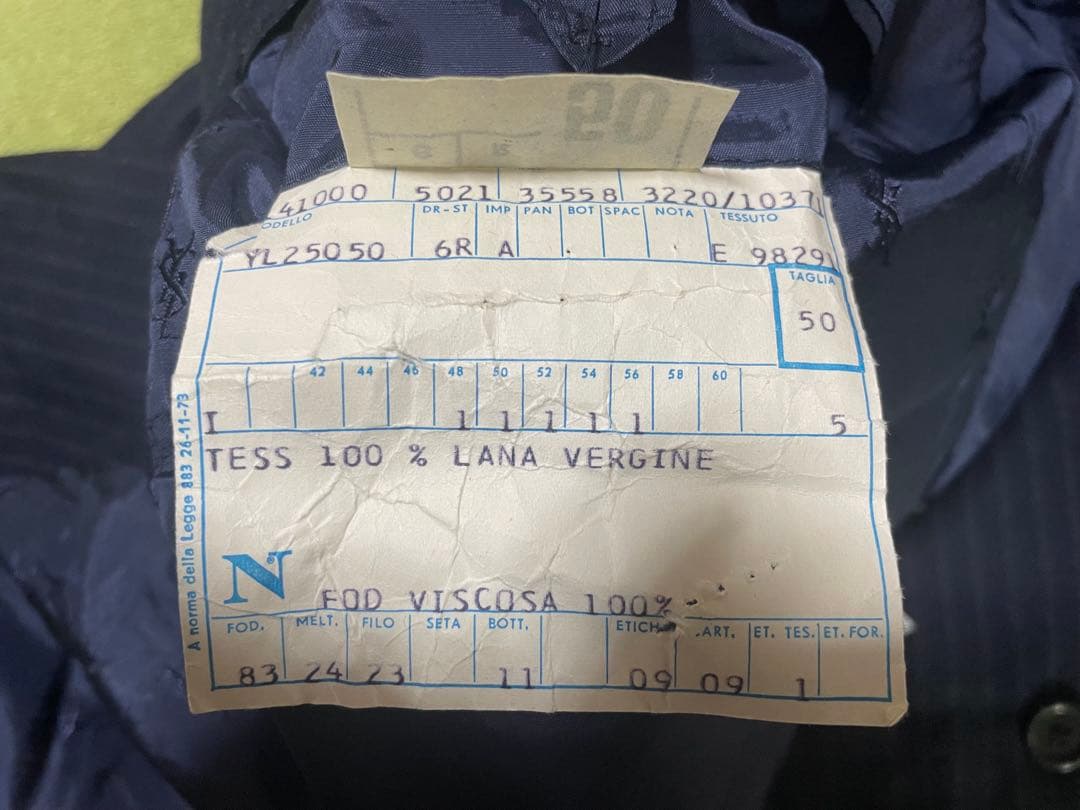 50
6 R
41000 5021 35558 3220/10371
ODELLO DR-ST IMP PAN BOT SPAC NOTA TESSUTO
YL25050 6R A E 98291
TAGLIA
50
42 44 46 48 50 52 54 56 58 60
I 1 1 1 1 1 5
TESS 100 % LANA VERGINE
A norma della Legge 883 26-11-73
N
FOD VISCOSA 100%
FOD. MELT. FILO SETA BOTT. ETICH. .ART. ET. TES. ET. FOR.
83 24 23 11 09 09 1